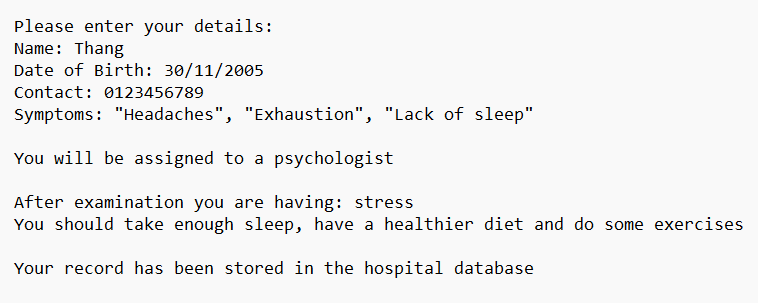 Please enter your details:
Name: Thang
Date of Birth: 30/11/2005
Contact: 0123456789
Symptoms: "Headaches", "Exhaustion", "Lack of sleep"
You will be assigned to a psychologist
After examination you are having: stress
You should take enough sleep, have a healthier diet and do some exercises
Your record has been stored in the hospital database